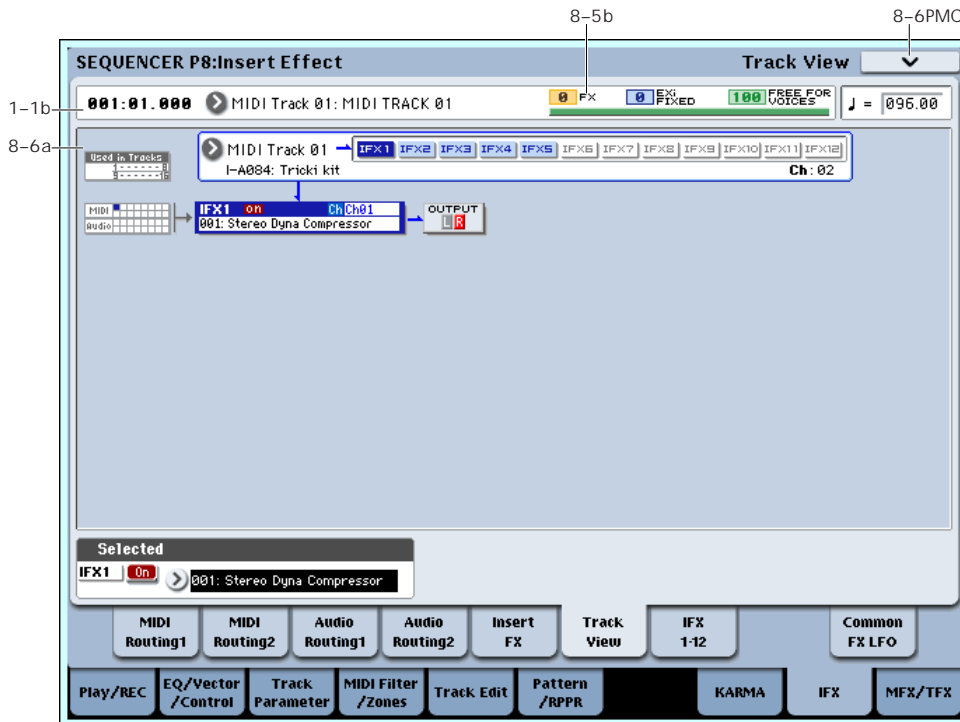 8–5b
8–6PMC
SEQUENCER P8:Insert Effect
Track View
1–1b
001:01.000
MIDI Track 01: MIDI TRACK 01
0 FX
0 EXi FIXED
100 FREE FOR VOICES
♩ = 096.00
8–6a
Used in Tracks
1------8
9------16
MIDI Track 01
IFX1 IFX2 IFX3 IFX4 IFX5 IFX6 IFX7 IFX8 IFX9 IFX10 IFX11 IFX12
I-A084: Tricki kit
Ch: 02
MIDI
Audio
IFX1 On Ch Ch01
001: Stereo Dyna Compressor
OUTPUT
L R
Selected
IFX1 On 001: Stereo Dyna Compressor
MIDI Routing1
MIDI Routing2
Audio Routing1
Audio Routing2
Insert FX
Track View
IFX 1-12
Common FX LFO
Play/REC
EQ/Vector /Control
Track Parameter
MIDI Filter /Zones
Track Edit
Pattern /RPPR
KARMA
IFX
MFX/TFX